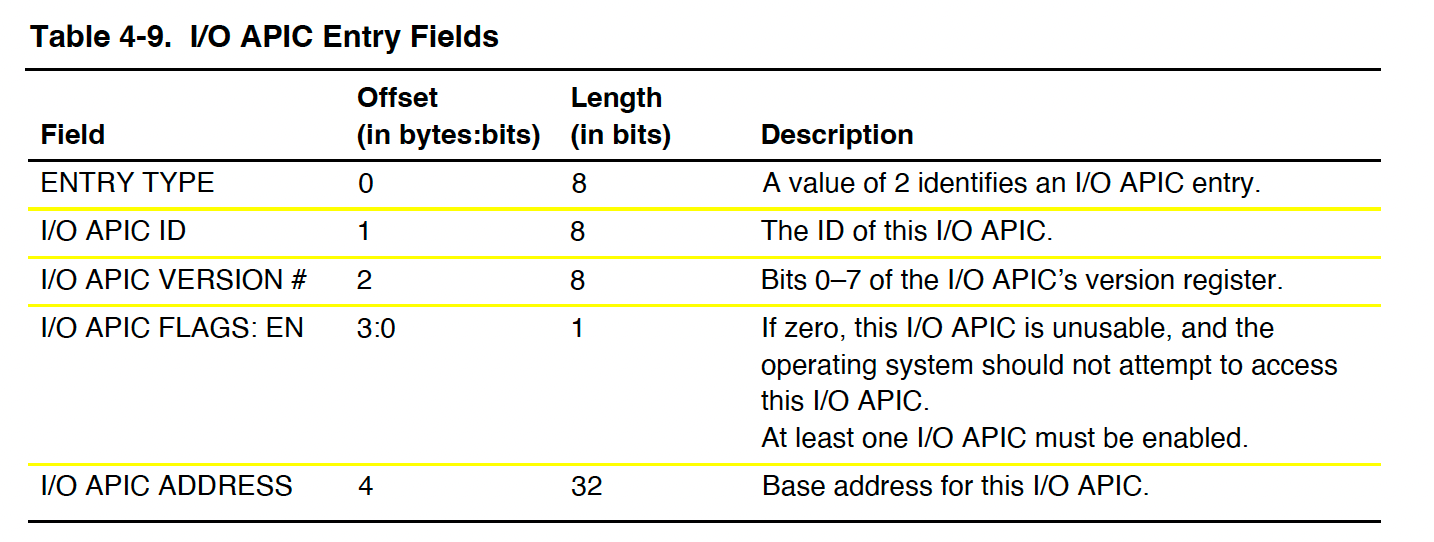 Table 4-9. I/O APIC Entry Fields
Field Offset (in bytes:bits) Length (in bits) Description
ENTRY TYPE 0 8 A value of 2 identifies an I/O APIC entry.
I/O APIC ID 1 8 The ID of this I/O APIC.
I/O APIC VERSION # 2 8 Bits 0–7 of the I/O APIC’s version register.
I/O APIC FLAGS: EN 3:0 1 If zero, this I/O APIC is unusable, and the
operating system should not attempt to access
this I/O APIC.
At least one I/O APIC must be enabled.
I/O APIC ADDRESS 4 32 Base address for this I/O APIC.